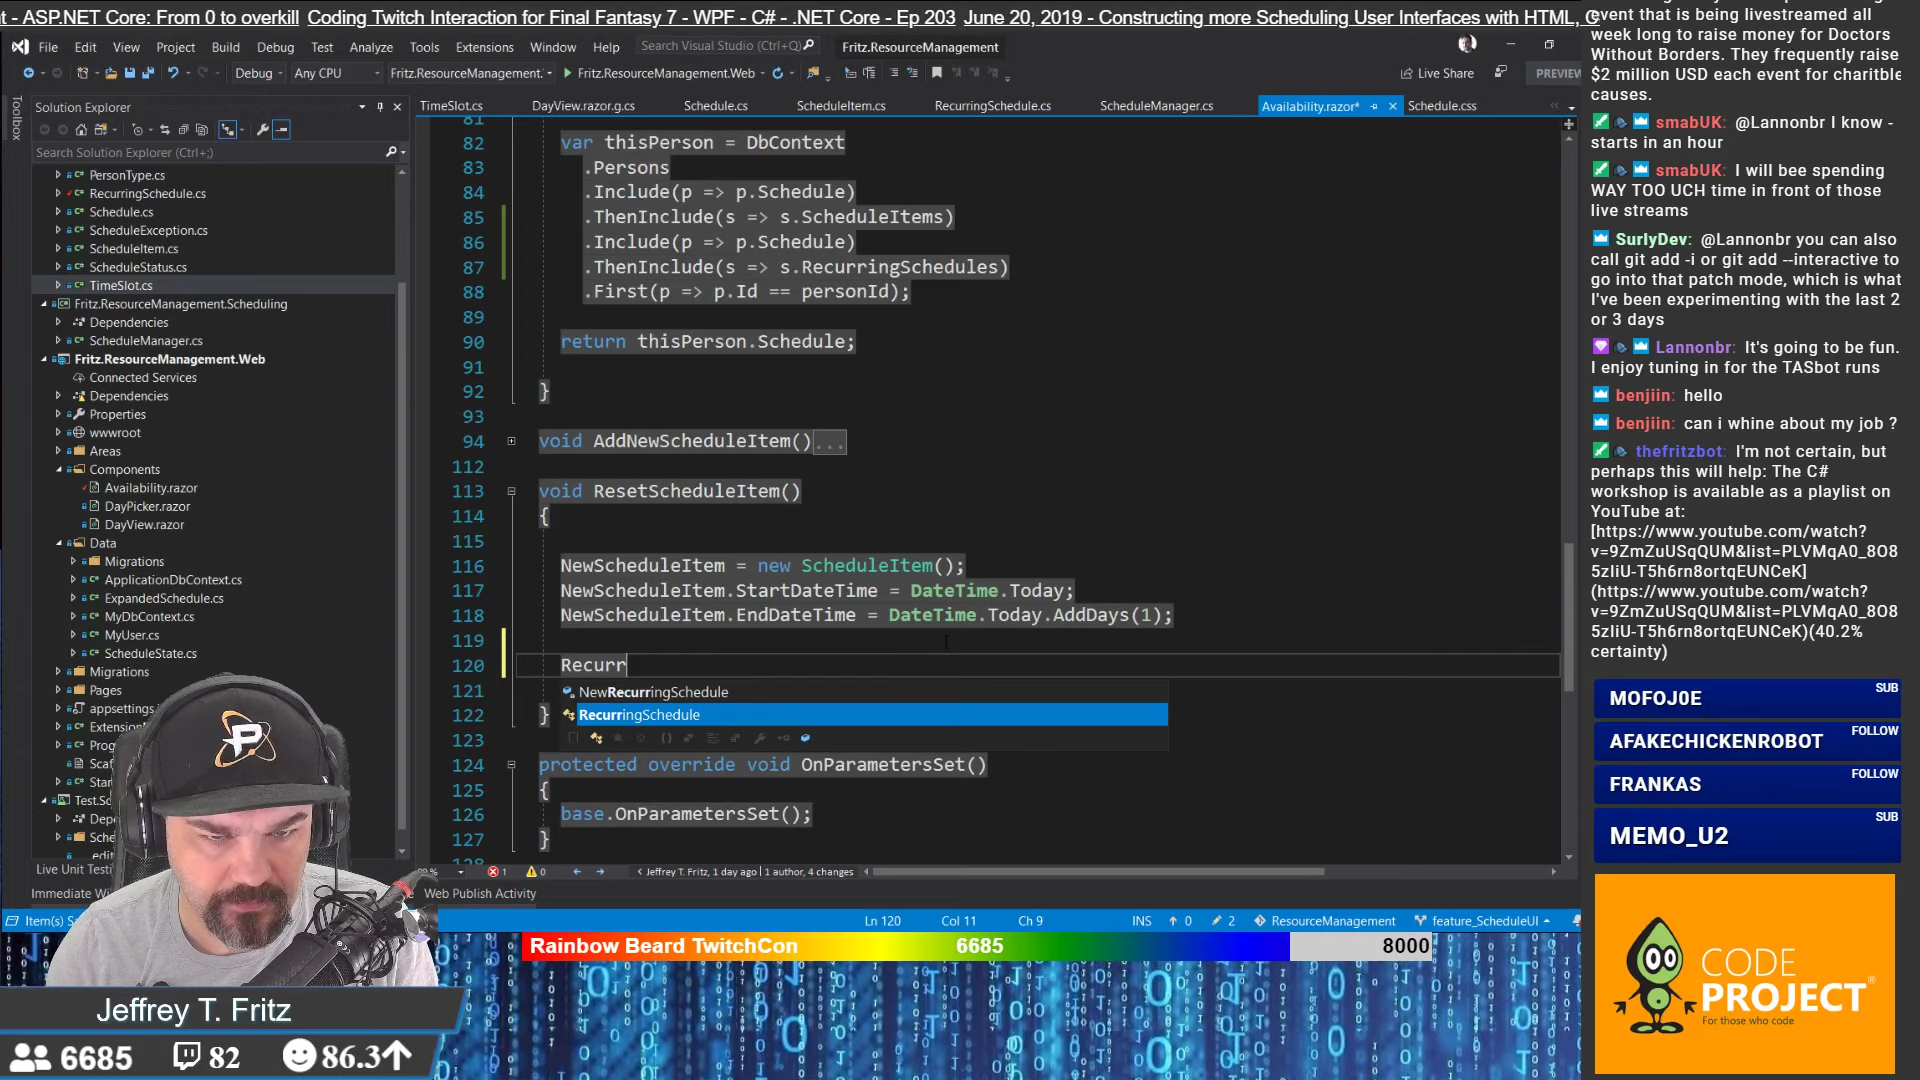 t - ASP.NET Core: From 0 to overkill Coding Twitch Interaction for Final Fantasy 7 - WPF - C# - .NET Core - Ep 203 June 20, 2019 - Constructing more Scheduling User Interfaces with HTML, C
File Edit View Project Build Debug Test Analyze Tools Extensions Window Help Search Visual Studio (Ctrl+Q) Fritz.ResourceManagement
Debug Any CPU Fritz.ResourceManagement. Fritz.ResourceManagement.Web Live Share PREVIEW
Toolbox
Solution Explorer
Search Solution Explorer (Ctrl+;)
PersonType.cs
RecurringSchedule.cs
Schedule.cs
ScheduleException.cs
ScheduleItem.cs
ScheduleStatus.cs
TimeSlot.cs
Fritz.ResourceManagement.Scheduling
Dependencies
ScheduleManager.cs
Fritz.ResourceManagement.Web
Connected Services
Dependencies
Properties
wwwroot
Areas
Components
Availability.razor
DayPicker.razor
DayView.razor
Data
Migrations
ApplicationDbContext.cs
ExpandedSchedule.cs
MyDbContext.cs
MyUser.cs
ScheduleState.cs
Migrations
Pages
appsettings
Extension
Prog
Scaf
Star
Test.Sc
Dep
Sche
.edit
Live Unit Testi
Immediate Wi
TimeSlot.cs DayView.razor.g.cs Schedule.cs ScheduleItem.cs RecurringSchedule.cs ScheduleManager.cs Availability.razor* Schedule.css
81
82 var thisPerson = DbContext
83 .Persons
84 .Include(p => p.Schedule)
85 .ThenInclude(s => s.ScheduleItems)
86 .Include(p => p.Schedule)
87 .ThenInclude(s => s.RecurringSchedules)
88 .First(p => p.Id == personId);
89
90 return thisPerson.Schedule;
91
92 }
93
94 void AddNewScheduleItem()...
112
113 void ResetScheduleItem()
114 {
115
116 NewScheduleItem = new ScheduleItem();
117 NewScheduleItem.StartDateTime = DateTime.Today;
118 NewScheduleItem.EndDateTime = DateTime.Today.AddDays(1);
119
120 Recurr
121 NewRecurringSchedule
122 } RecurringSchedule
123
124 protected override void OnParametersSet()
125 {
126 base.OnParametersSet();
127 }
128
1 0 Jeffrey T. Fritz, 1 day ago | 1 author, 4 changes
Web Publish Activity
Item(s) Sa Ln 120 Col 11 Ch 9 INS 0 2 ResourceManagement feature_ScheduleUI
Rainbow Beard TwitchCon 6685 8000
Jeffrey T. Fritz
6685 82 86.3
event that is being livestreamed all
week long to raise money for Doctors
Without Borders. They frequently raise
$2 million USD each event for charitble
causes.
smabUK: @Lannonbr I know -
starts in an hour
smabUK: I will bee spending
WAY TOO UCH time in front of those
live streams
SurlyDev: @Lannonbr you can also
call git add -i or git add --interactive to
go into that patch mode, which is what
I've been experimenting with the last 2
or 3 days
Lannonbr: It's going to be fun.
I enjoy tuning in for the TASbot runs
benjiin: hello
benjiin: can i whine about my job ?
thefritzbot: I'm not certain, but
perhaps this will help: The C#
workshop is available as a playlist on
YouTube at:
[https://www.youtube.com/watch?
v=9ZmZuUSqQUM&list=PLVMqA0_8O8
5zIiU-T5h6rn8ortqEUNCeK]
(https://www.youtube.com/watch?
v=9ZmZuUSqQUM&list=PLVMqA0_8O8
5zIiU-T5h6rn8ortqEUNCeK)(40.2%
certainty)
MOFOJ0E SUB
AFAKECHICKENROBOT FOLLOW
FRANKAS FOLLOW
MEMO_U2 SUB
CODE
PROJECT
For those who code